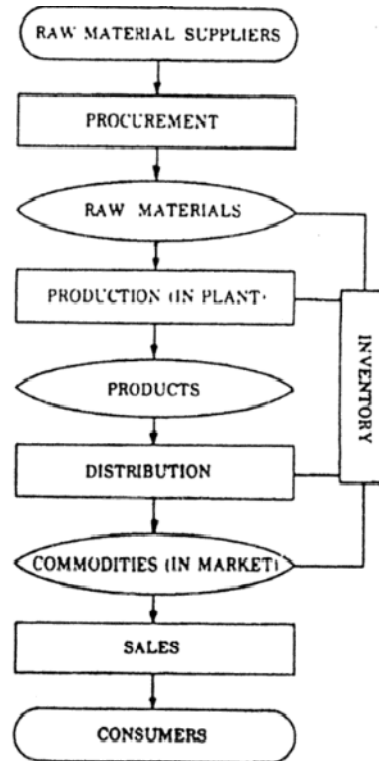 RAW MATERIAL SUPPLIERS
PROCUREMENT
RAW MATERIALS
PRODUCTION (IN PLANT)
PRODUCTS
INVENTORY
DISTRIBUTION
COMMODITIES (IN MARKET)
SALES
CONSUMERS